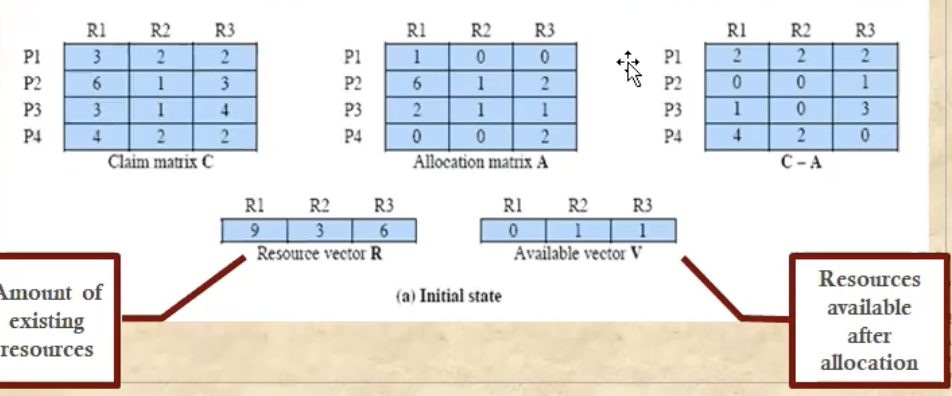 R1 R2 R3
P1 3 2 2
P2 6 1 3
P3 3 1 4
P4 4 2 2
Claim matrix C
R1 R2 R3
P1 1 0 0
P2 6 1 2
P3 2 1 1
P4 0 0 2
Allocation matrix A
R1 R2 R3
P1 2 2 2
P2 0 0 1
P3 1 0 3
P4 4 2 0
C – A
R1 R2 R3
9 3 6
Resource vector R
R1 R2 R3
0 1 1
Available vector V
(a) Initial state
Amount of
existing
resources
Resources
available
after
allocation